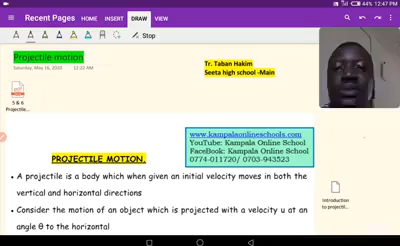 44% 12:47 PM
Recent Pages HOME INSERT DRAW VIEW
Stop
Projectile motion
Saturday, May 16, 2020 12:22 AM
Tr. Taban Hakim
Seeta high school -Main
5 & 6
Projectile...
www.kampalaonlineschools.com
YouTube: Kampala Online School
FaceBook: Kampala Online School
0774-011720/ 0703-943523
PROJECTILE MOTION.
• A projectile is a body which when given an initial velocity moves in both the
vertical and horizontal directions
• Consider the motion of an object which is projected with a velocity u at an
angle θ to the horizontal
Introduction
to projectil...